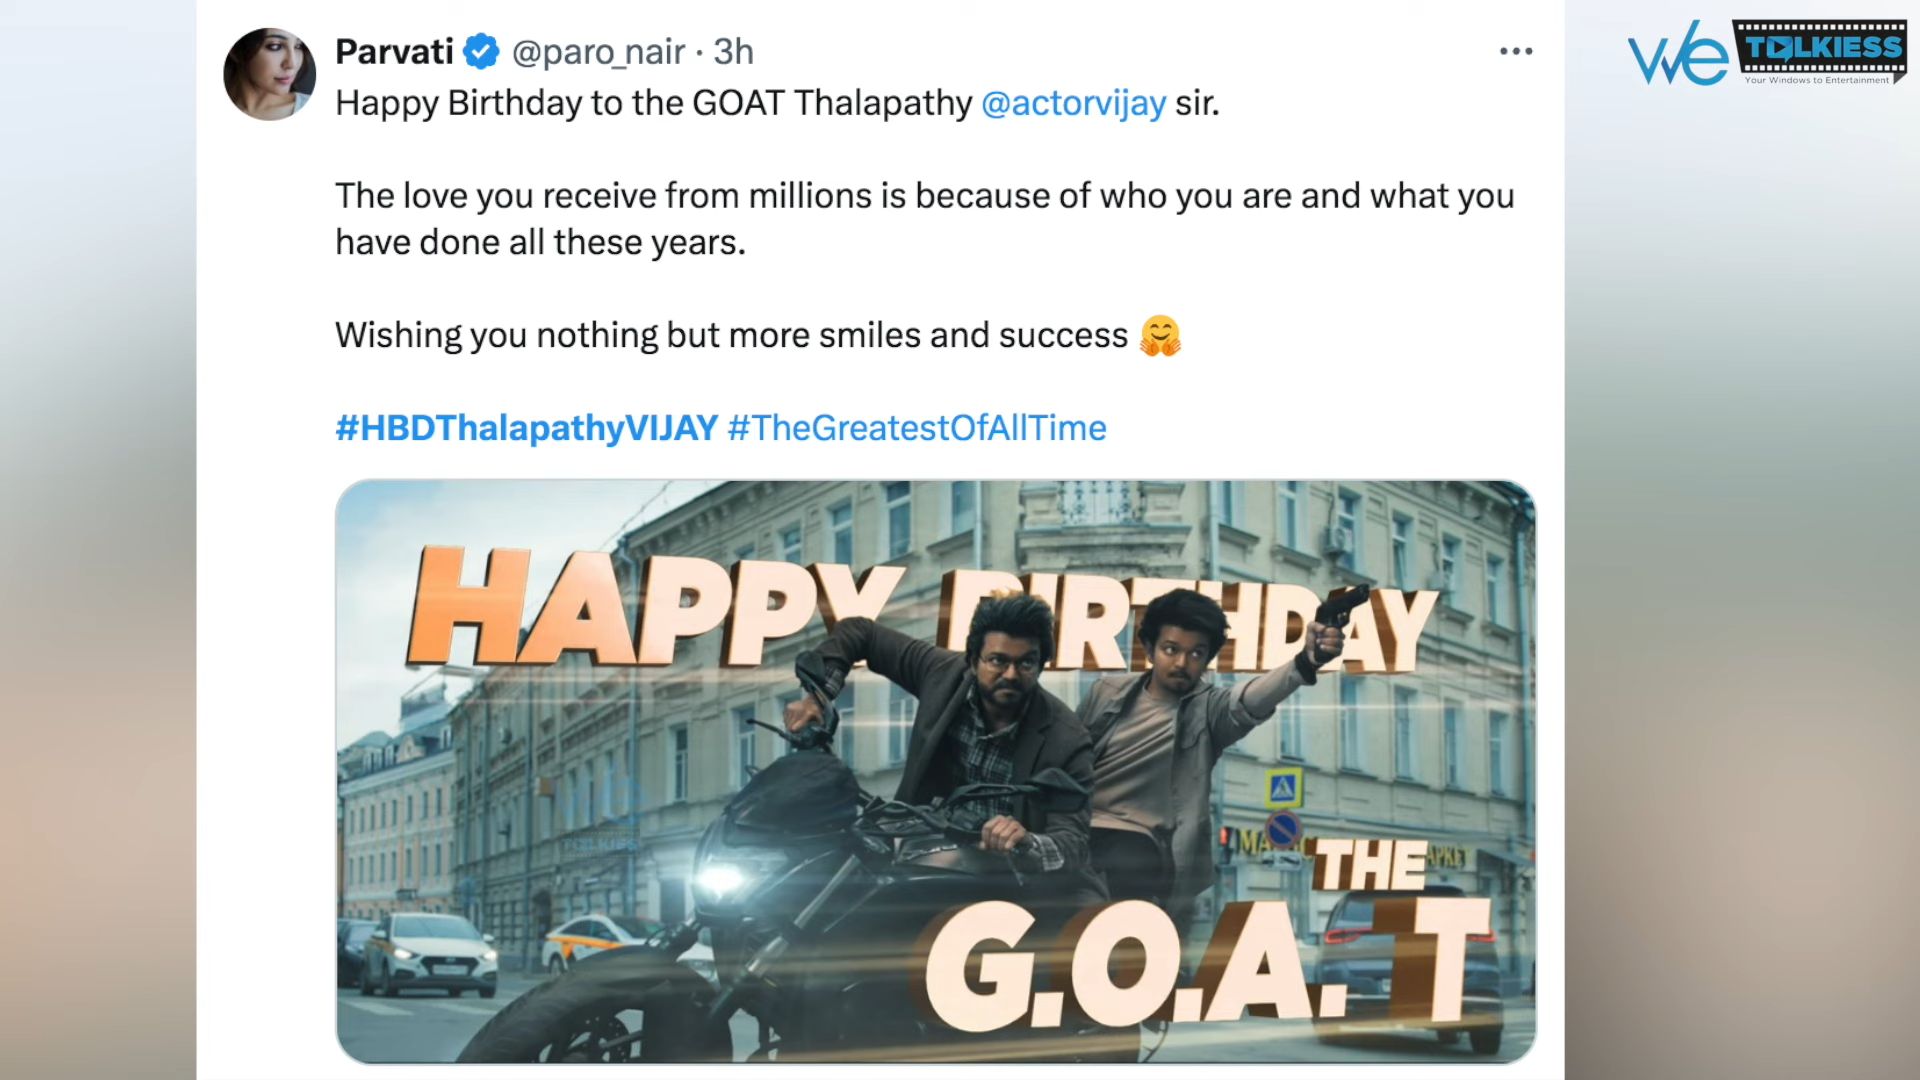 Parvati @paro_nair · 3h
Happy Birthday to the GOAT Thalapathy @actorvijay sir.
The love you receive from millions is because of who you are and what you
have done all these years.
Wishing you nothing but more smiles and success 🤗
#HBDThalapathyVIJAY #TheGreatestOfAllTime
We TOLKIESS
Your Windows to Entertainment
HAPPY BIRTHDAY
THE
G.O.A.T